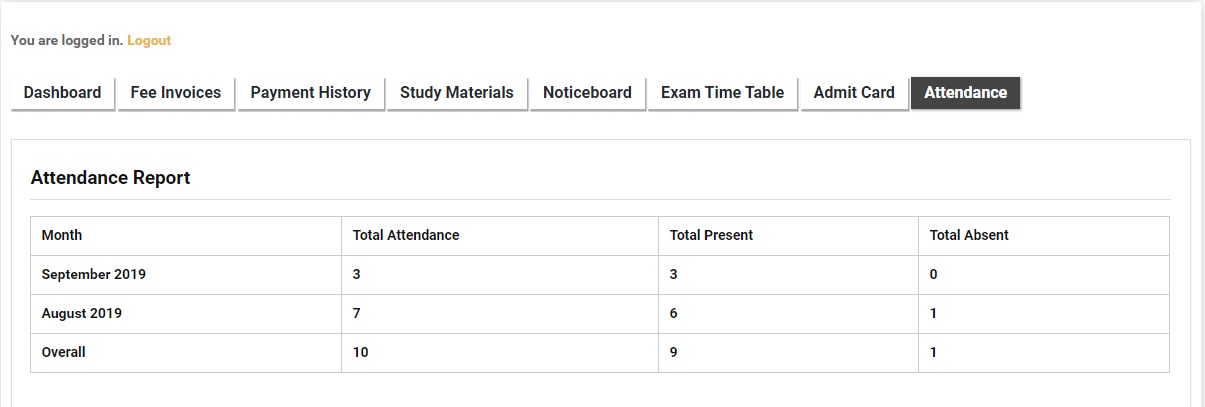 You are logged in. Logout
Dashboard Fee Invoices Payment History Study Materials Noticeboard Exam Time Table Admit Card Attendance
Attendance Report
Month Total Attendance Total Present Total Absent
September 2019 3 3 0
August 2019 7 6 1
Overall 10 9 1